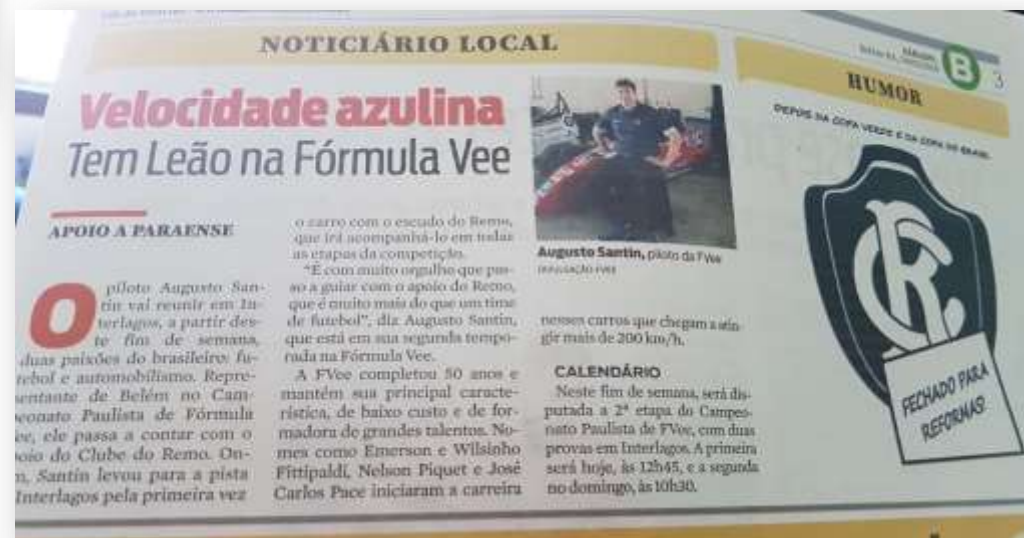 NOTICIÁRIO LOCAL
Velocidade azulina
Tem Leão na Fórmula Vee
APOIO A PARAENSE
O piloto Augusto San-
tin vai reunir em In-
terlagos, a partir des-
te fim de semana,
duas paixões do brasileiro: fu-
tebol e automobilismo. Repre-
sentante de Belém no Cam-
peonato Paulista de Fórmula
Vee, ele passa a contar com o
apoio do Clube do Remo. On-
tem, Santin levou para a pista
Interlagos pela primeira vez
o carro com o escudo do Remo,
que irá acompanhá-lo em todas
as etapas da competição.
"É com muito orgulho que pas-
so a guiar com o apoio do Remo,
que é muito mais do que um time
de futebol", diz Augusto Santin,
que está em sua segunda tempo-
rada na Fórmula Vee.
A FVee completou 50 anos e
mantém sua principal caracte-
rística, de baixo custo e de for-
madora de grandes talentos. No-
mes como Emerson e Wilsinho
Fittipaldi, Nelson Piquet e José
Carlos Pace iniciaram a carreira
Augusto Santin, piloto da FVee
DIVULGAÇÃO FVEE
nesses carros que chegam a atin-
gir mais de 200 km/h.
CALENDÁRIO
Neste fim de semana, será dis-
putada a 2ª etapa do Campeo-
nato Paulista de FVee, com duas
provas em Interlagos. A primeira
será hoje, às 12h45, e a segunda
no domingo, às 10h30.
B 3
HUMOR
DEPOIS DA COPA VERDE E DA COPA DO BRASIL
CR
FECHADO PARA
REFORMAS!